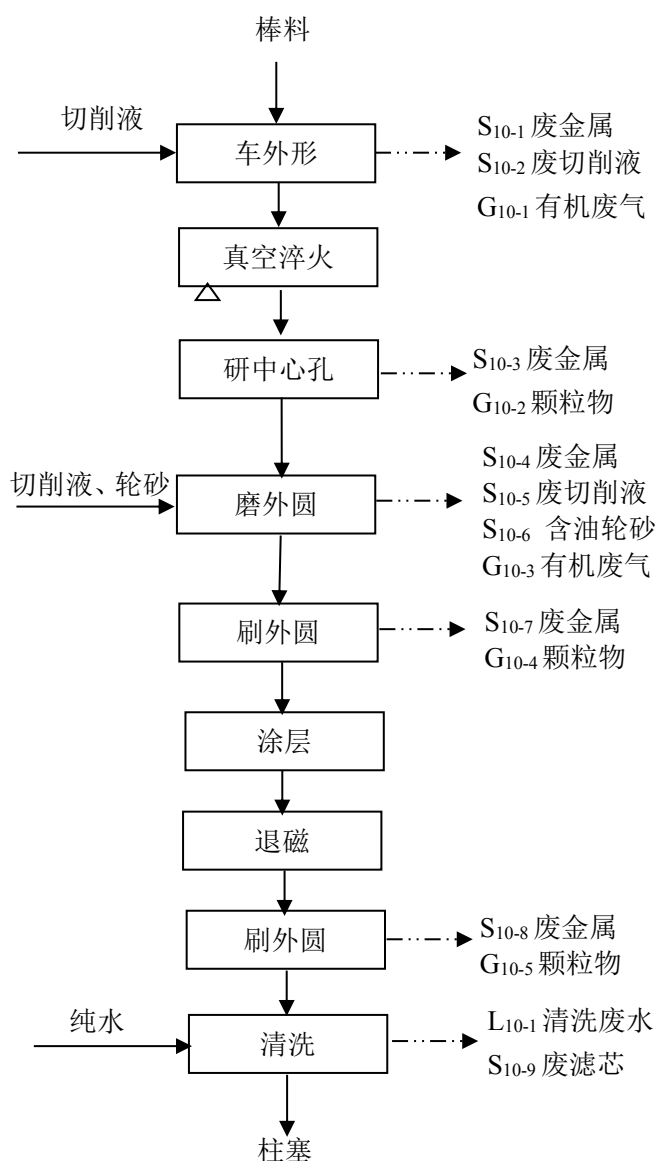 棒料
切削液
车外形
S10-1 废金属
S10-2 废切削液
G10-1 有机废气
真空淬火
研中心孔
S10-3 废金属
G10-2 颗粒物
切削液、轮砂
磨外圆
S10-4 废金属
S10-5 废切削液
S10-6 含油轮砂
G10-3 有机废气
刷外圆
S10-7 废金属
G10-4 颗粒物
涂层
退磁
刷外圆
S10-8 废金属
G10-5 颗粒物
纯水
清洗
L10-1 清洗废水
S10-9 废滤芯
柱塞